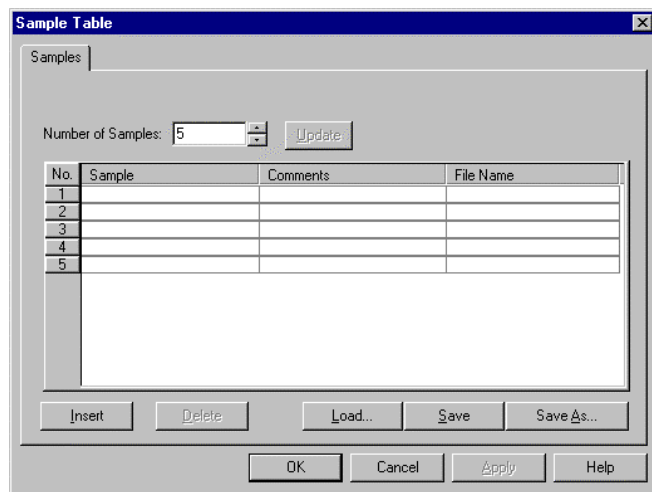 Sample Table
Samples
Number of Samples: 5 Update
No. Sample Comments File Name
1
2
3
4
5
Insert Delete Load... Save Save As...
OK Cancel Apply Help